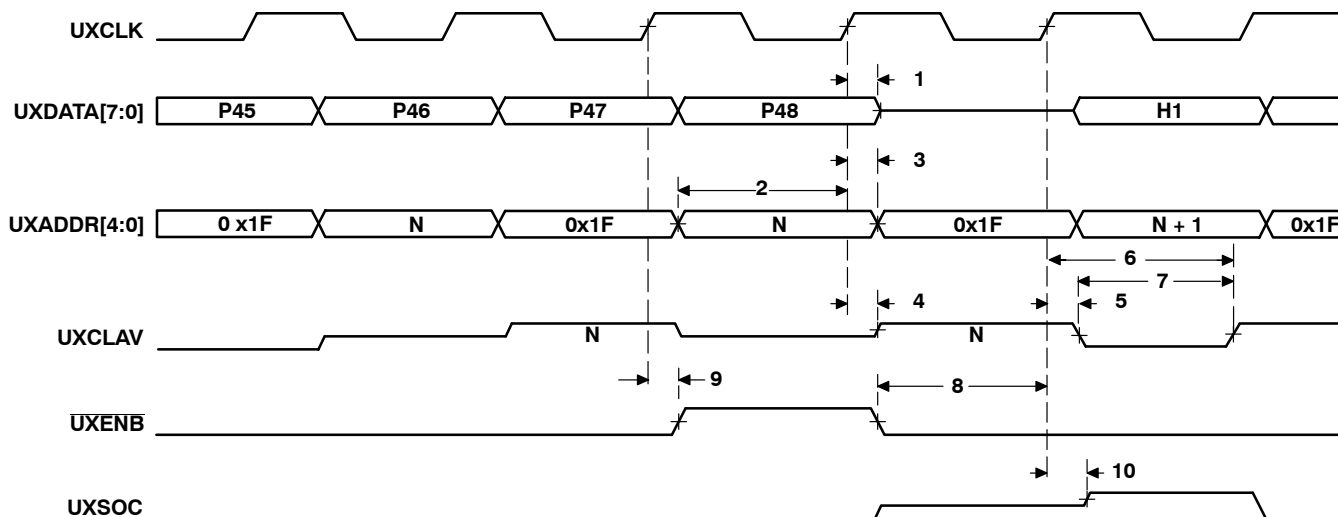 UXCLK
1
UXDATA[7:0] P45 P46 P47 P48 H1
3
2
UXADDR[4:0] 0 x1F N 0x1F N 0x1F N + 1 0x1F
6
7
4 5
UXCLAV N N
9 8
UXENB
10
UXSOC